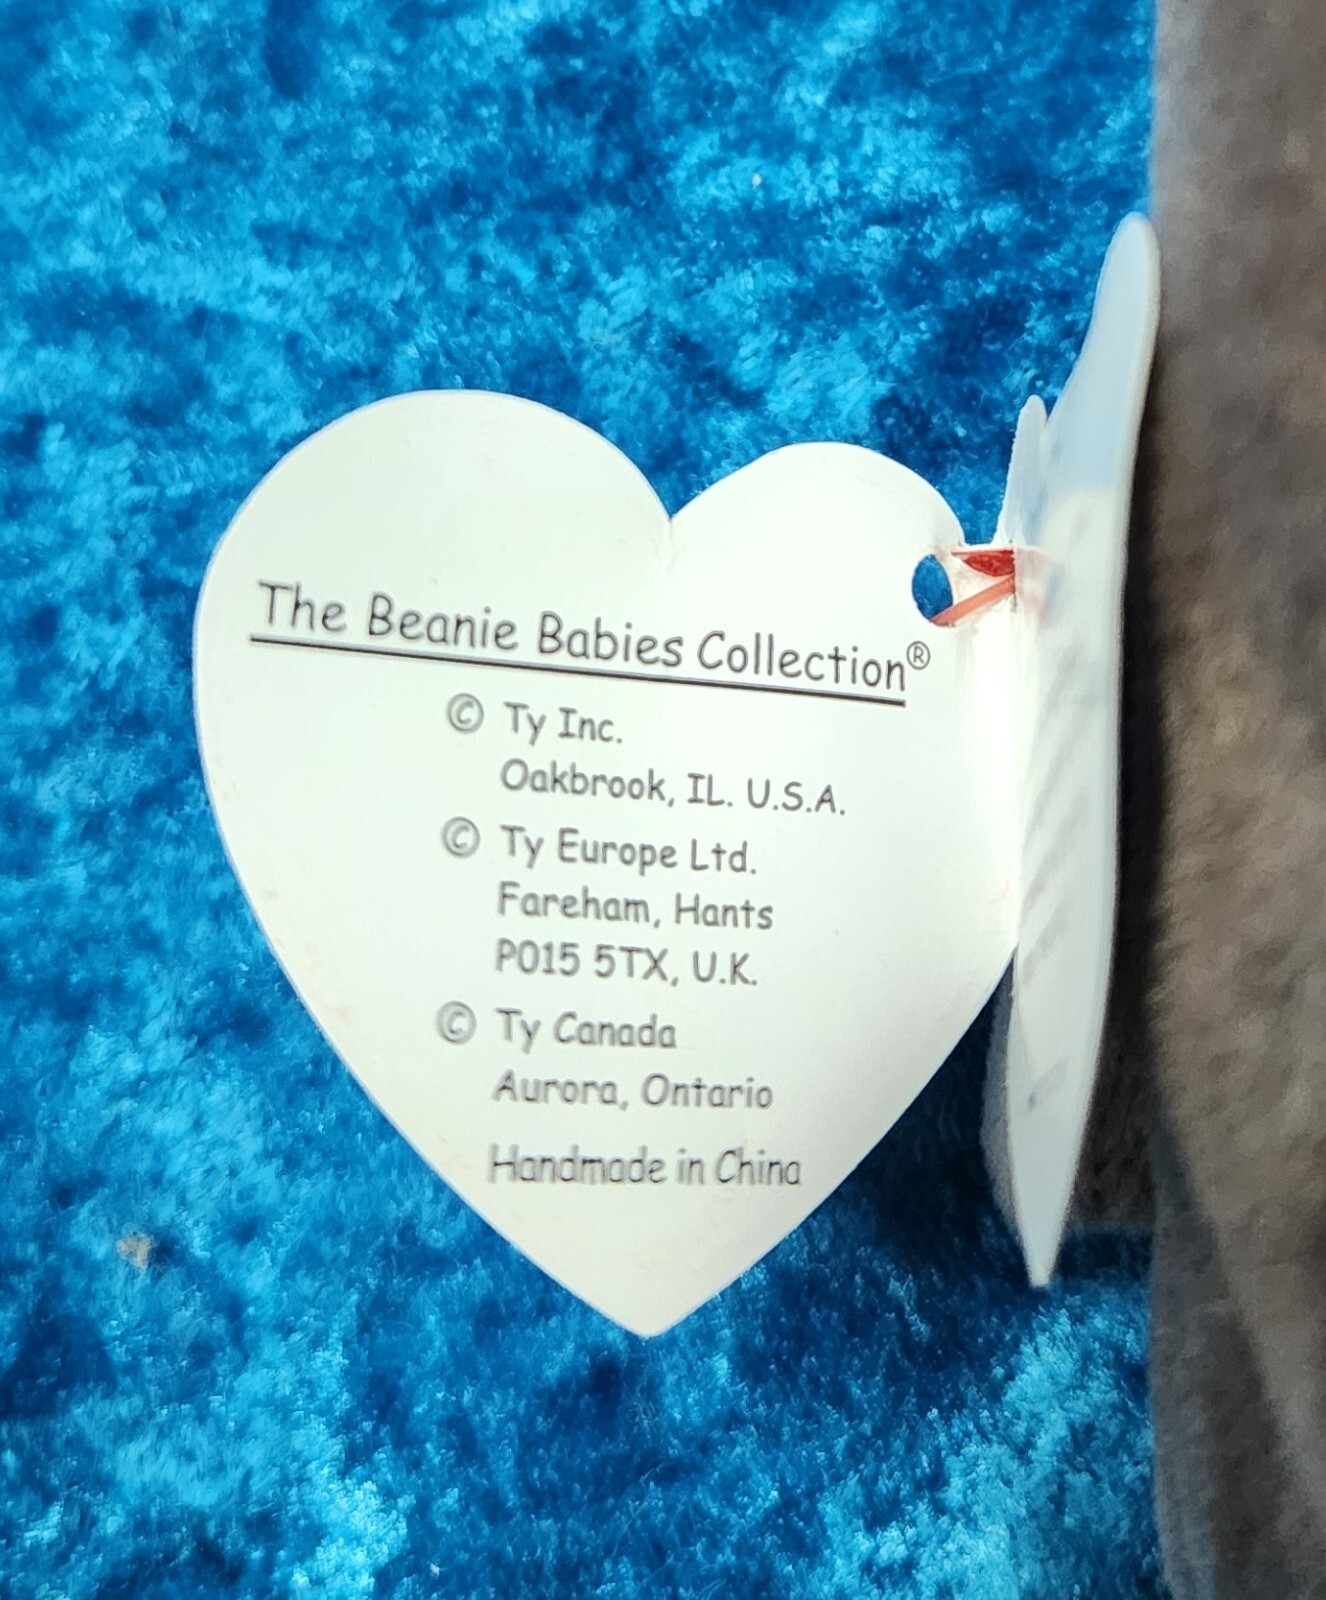 The Beanie Babies Collection®
© Ty Inc.
Oakbrook, IL. U.S.A.
© Ty Europe Ltd.
Fareham, Hants
PO15 5TX, U.K.
© Ty Canada
Aurora, Ontario
Handmade in China